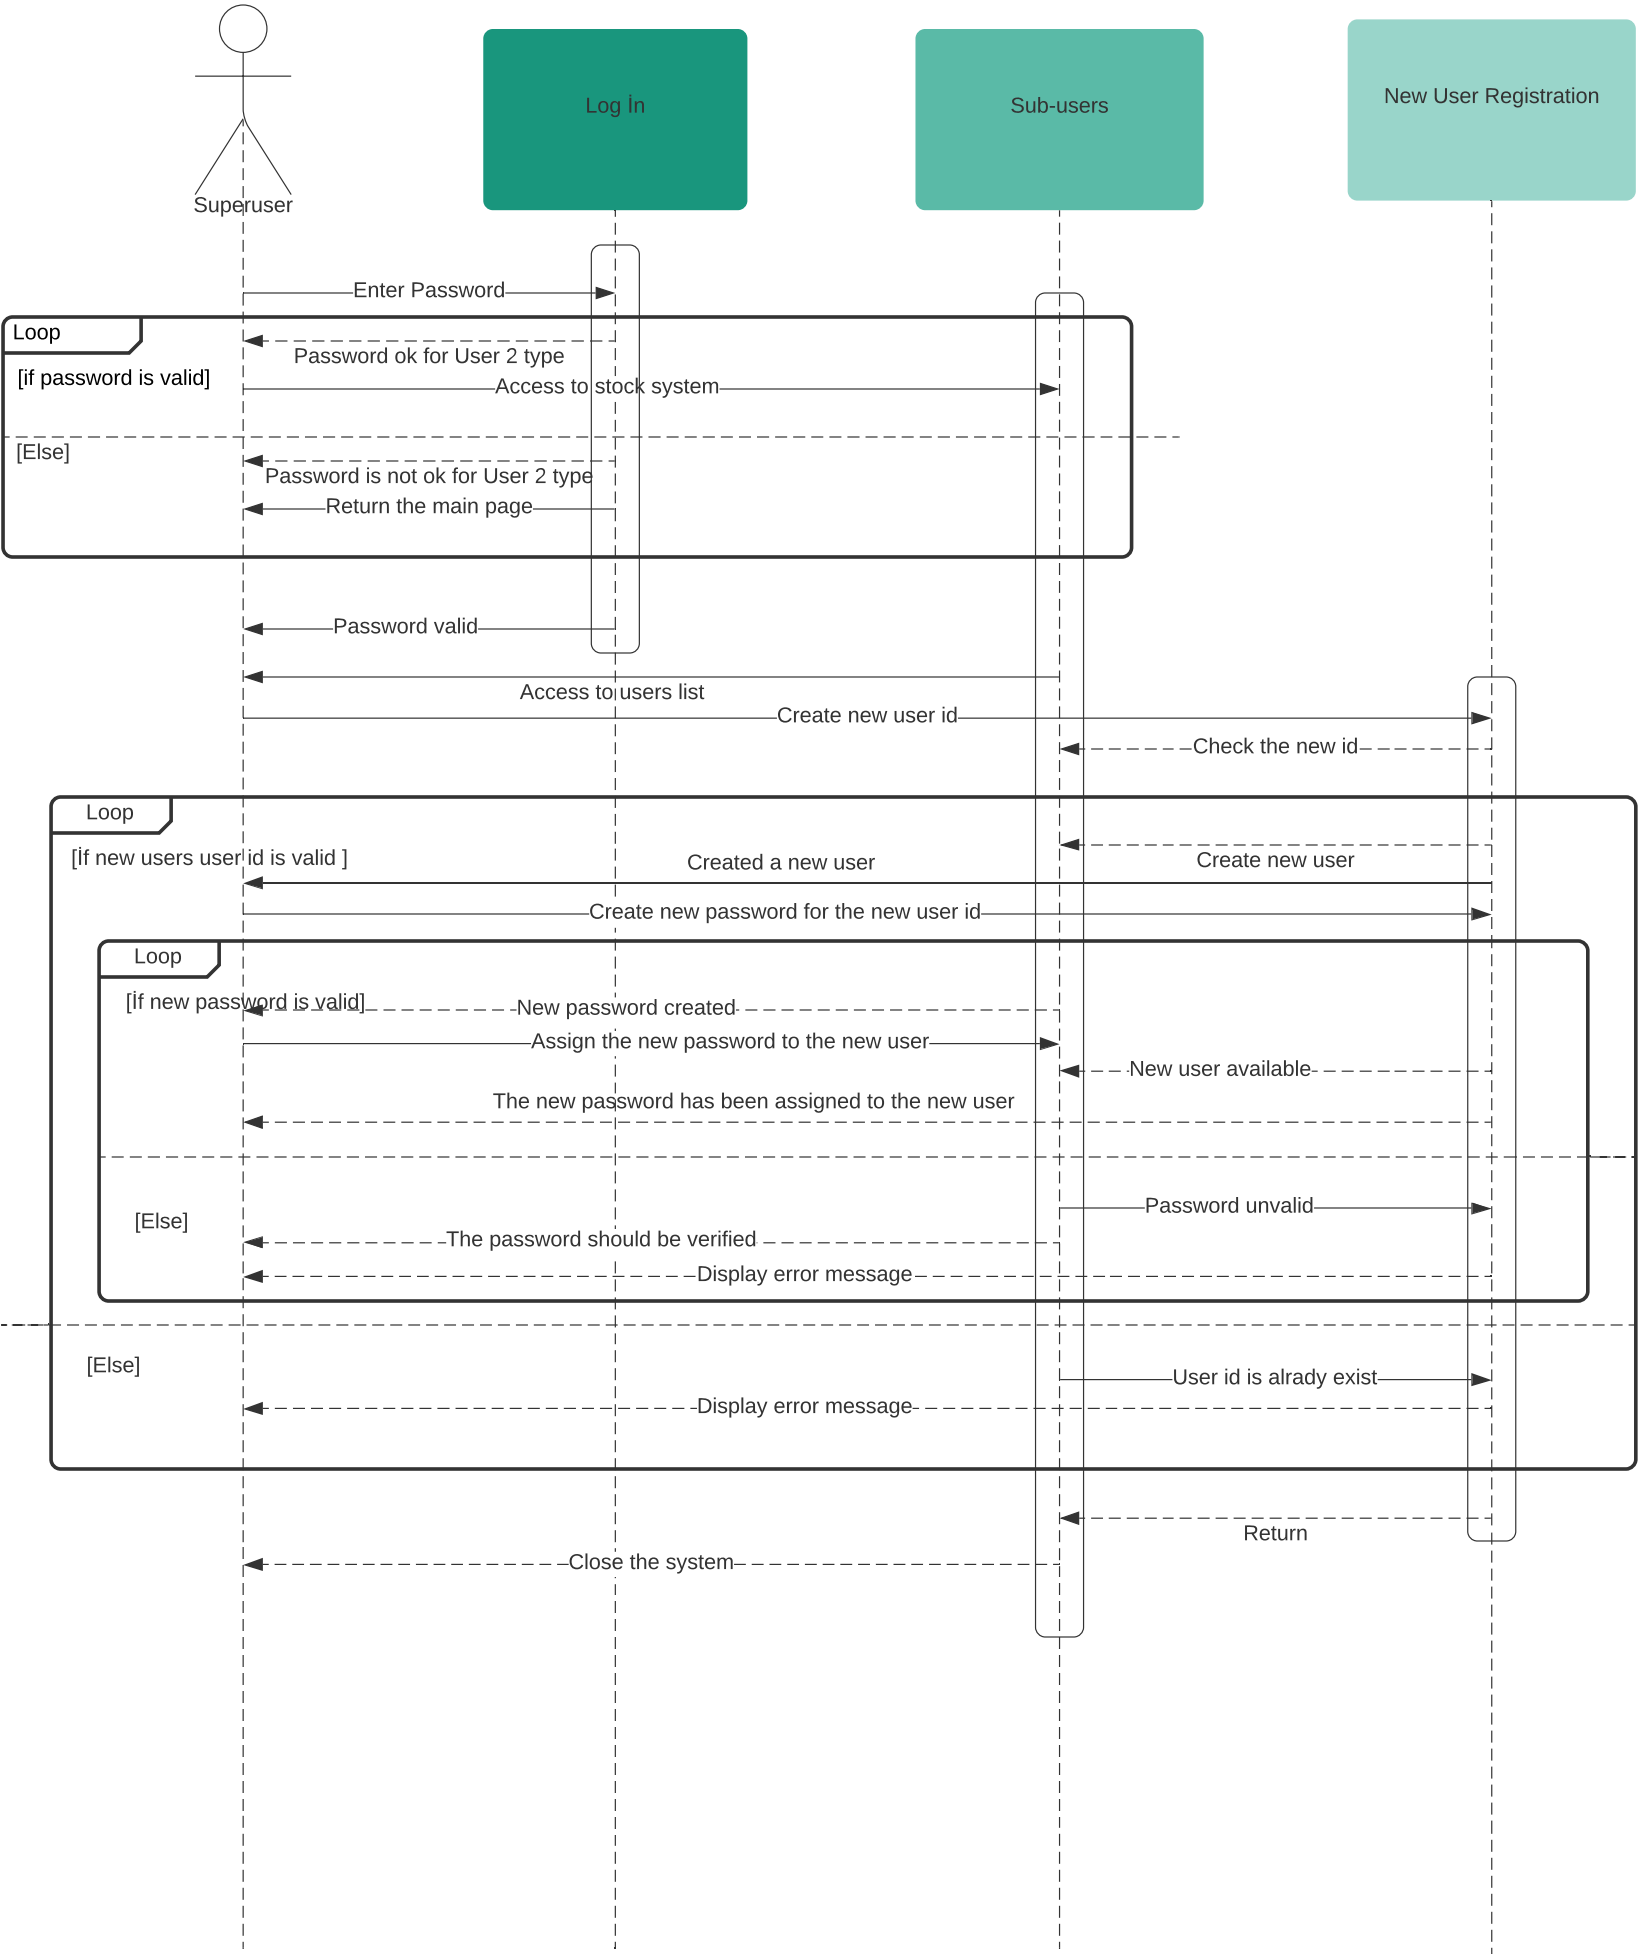 Superuser
Log İn
Sub-users
New User Registration
Enter Password
Loop
Password ok for User 2 type
[if password is valid]
Access to stock system
[Else]
Password is not ok for User 2 type
Return the main page
Password valid
Access to users list
Create new user id
Check the new id
Loop
[İf new users user id is valid ]
Created a new user
Create new user
Create new password for the new user id
Loop
[İf new password is valid]
New password created
Assign the new password to the new user
New user available
The new password has been assigned to the new user
Password unvalid
[Else]
The password should be verified
Display error message
[Else]
User id is alrady exist
Display error message
Return
Close the system